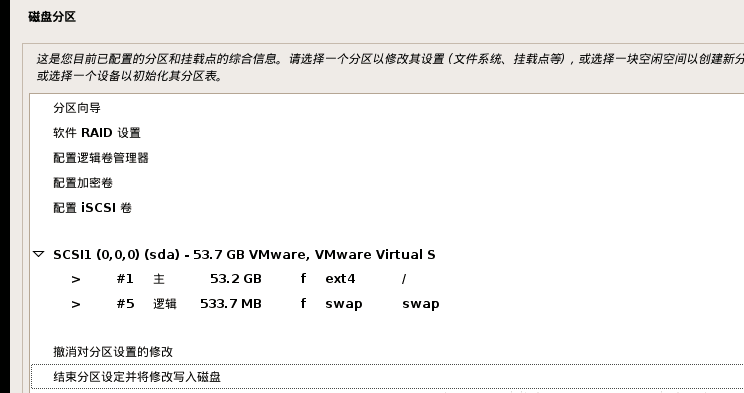 磁盘分区
这是您目前已配置的分区和挂载点的综合信息。请选择一个分区以修改其设置 (文件系统、挂载点等) , 或选择一块空闲空间以创建新分
或选择一个设备以初始化其分区表。
分区向导
软件 RAID 设置
配置逻辑卷管理器
配置加密卷
配置 iSCSI 卷
SCSI1 (0,0,0) (sda) - 53.7 GB VMware, VMware Virtual S
> #1 主 53.2 GB f ext4 /
> #5 逻辑 533.7 MB f swap swap
撤消对分区设置的修改
结束分区设定并将修改写入磁盘